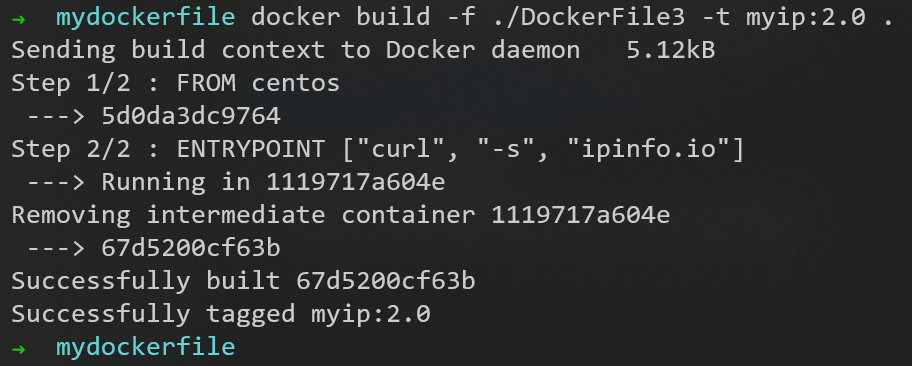 → mydockerfile docker build -f ./DockerFile3 -t myip:2.0 .
Sending build context to Docker daemon   5.12kB
Step 1/2 : FROM centos
 ---> 5d0da3dc9764
Step 2/2 : ENTRYPOINT ["curl", "-s", "ipinfo.io"]
 ---> Running in 1119717a604e
Removing intermediate container 1119717a604e
 ---> 67d5200cf63b
Successfully built 67d5200cf63b
Successfully tagged myip:2.0
→ mydockerfile